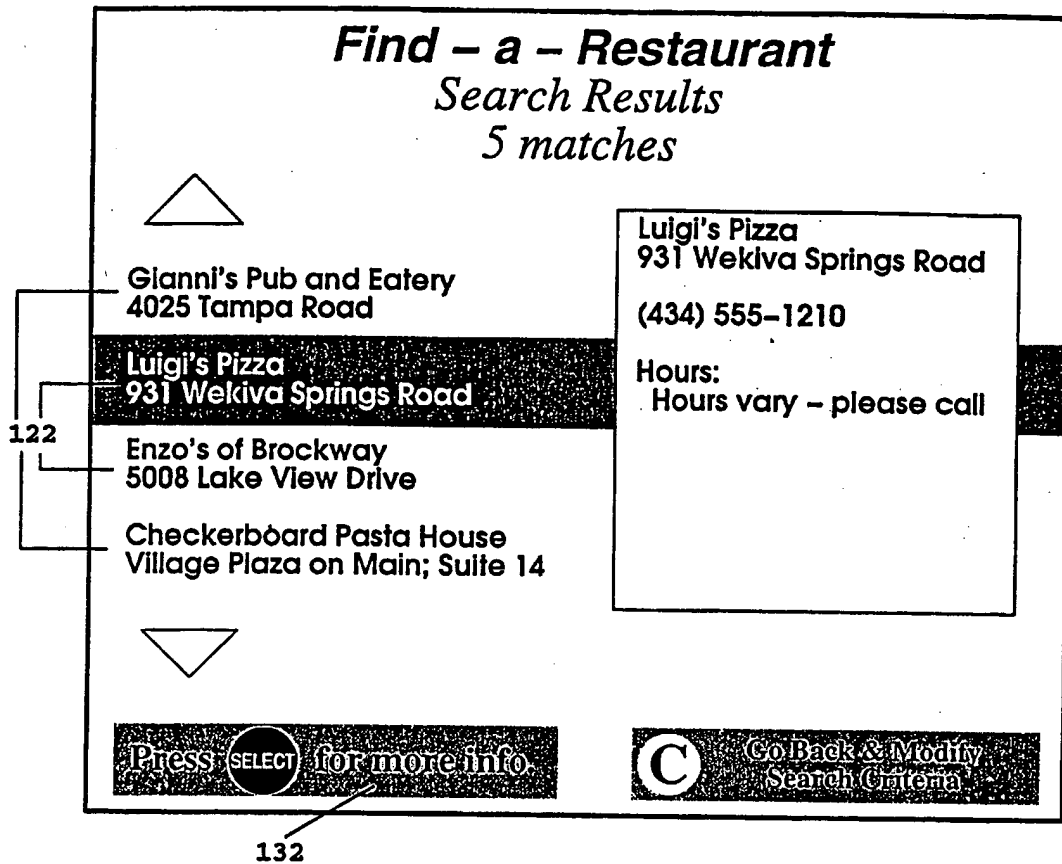 Find – a – Restaurant
Search Results
5 matches
Gianni's Pub and Eatery
4025 Tampa Road
Luigi's Pizza
931 Wekiva Springs Road
Enzo's of Brockway
5008 Lake View Drive
Checkerboard Pasta House
Village Plaza on Main; Suite 14
Luigi's Pizza
931 Wekiva Springs Road
(434) 555–1210
Hours:
Hours vary – please call
122
Press SELECT for more info.
C Go Back & Modify
Search Criteria
132